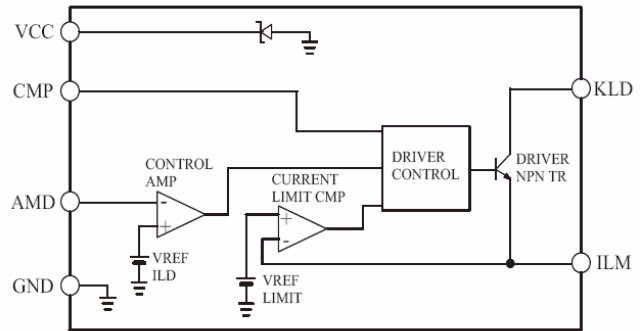 VCC
CMP
KLD
DRIVER
CONTROL
DRIVER
NPN TR
CONTROL
AMP
CURRENT
LIMIT CMP
AMD
-
+
+
-
VREF
ILD
VREF
LIMIT
ILM
GND